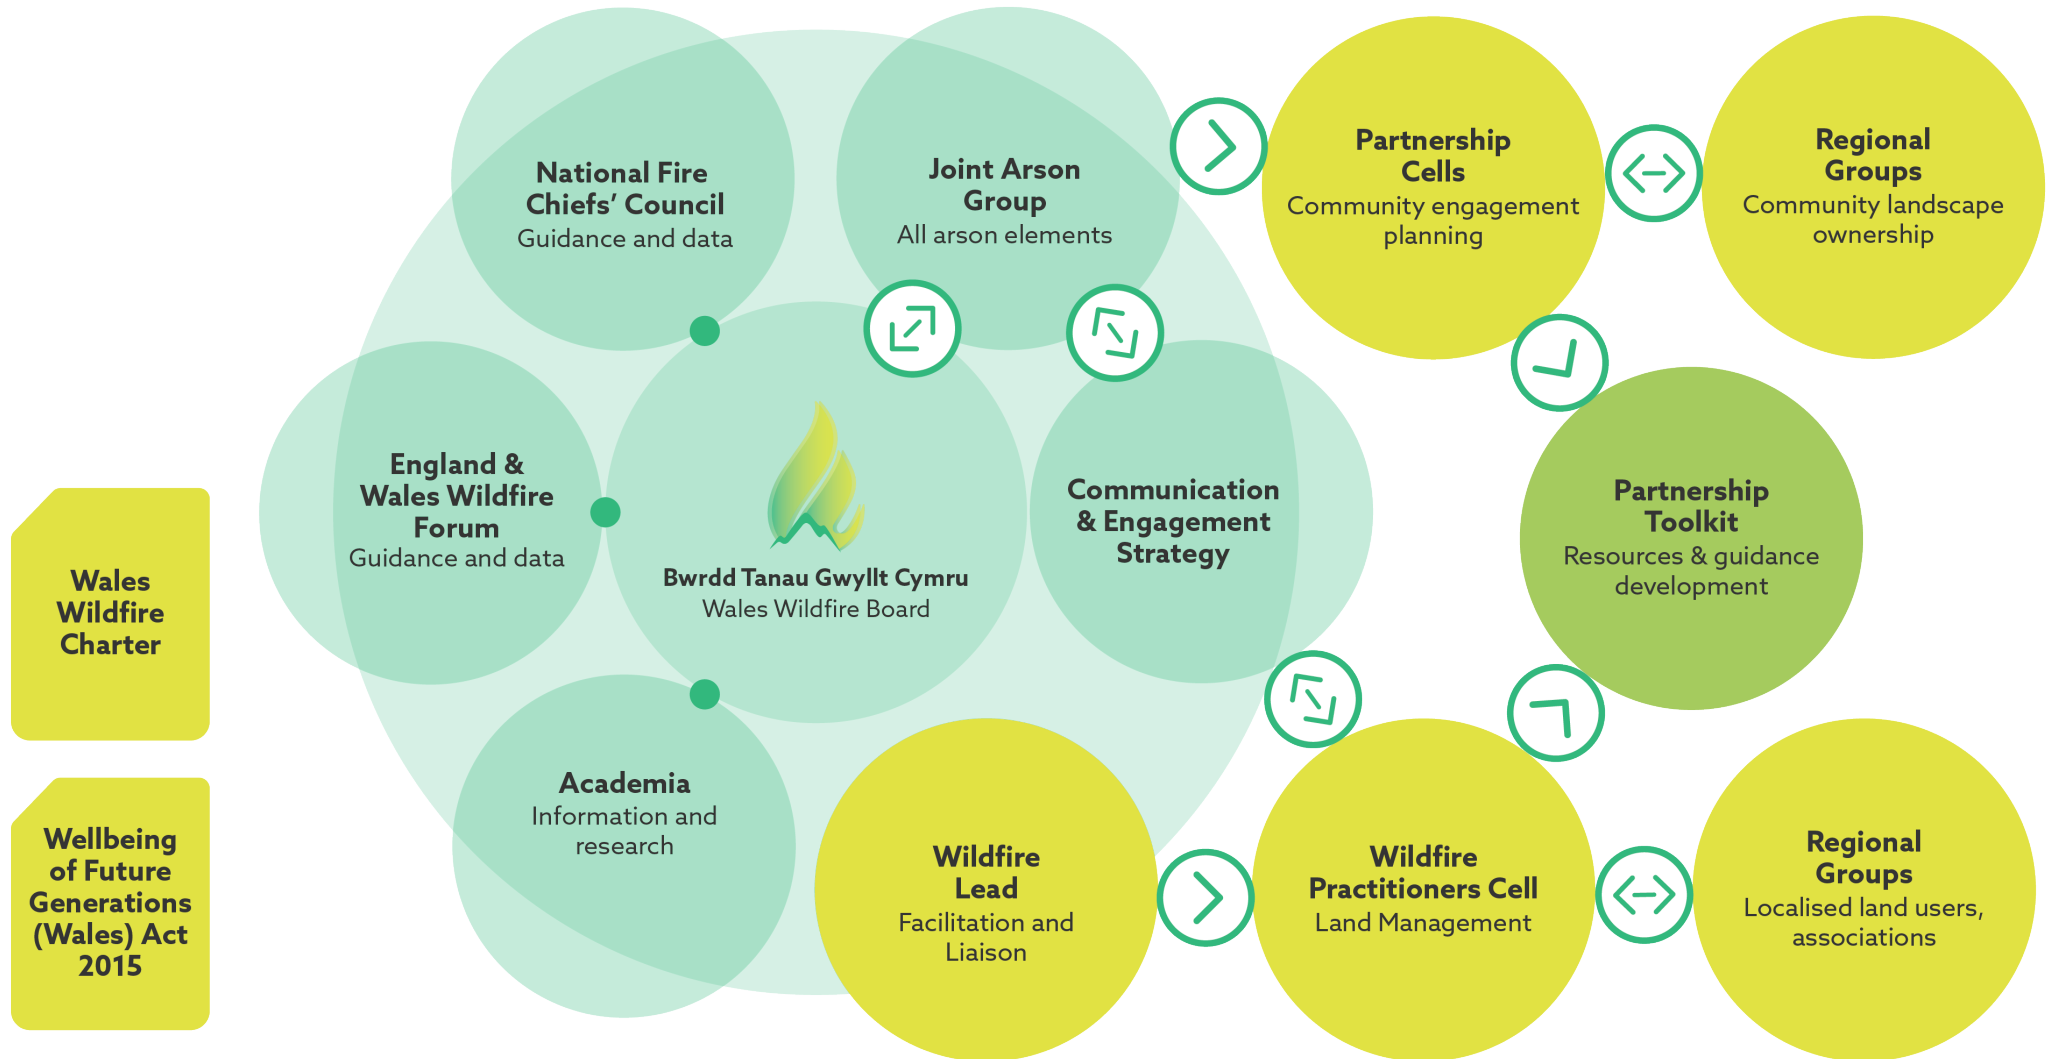 National Fire
Chiefs’ Council
Guidance and data
Joint Arson
Group
All arson elements
Partnership
Cells
Community engagement
planning
Regional
Groups
Community landscape
ownership
England &
Wales Wildfire
Forum
Guidance and data
Bwrdd Tanau Gwyllt Cymru
Wales Wildfire Board
Communication
& Engagement
Strategy
Partnership
Toolkit
Resources & guidance
development
Wales
Wildfire
Charter
Wellbeing
of Future
Generations
(Wales) Act
2015
Academia
Information and
research
Wildfire
Lead
Facilitation and
Liaison
Wildfire
Practitioners Cell
Land Management
Regional
Groups
Localised land users,
associations